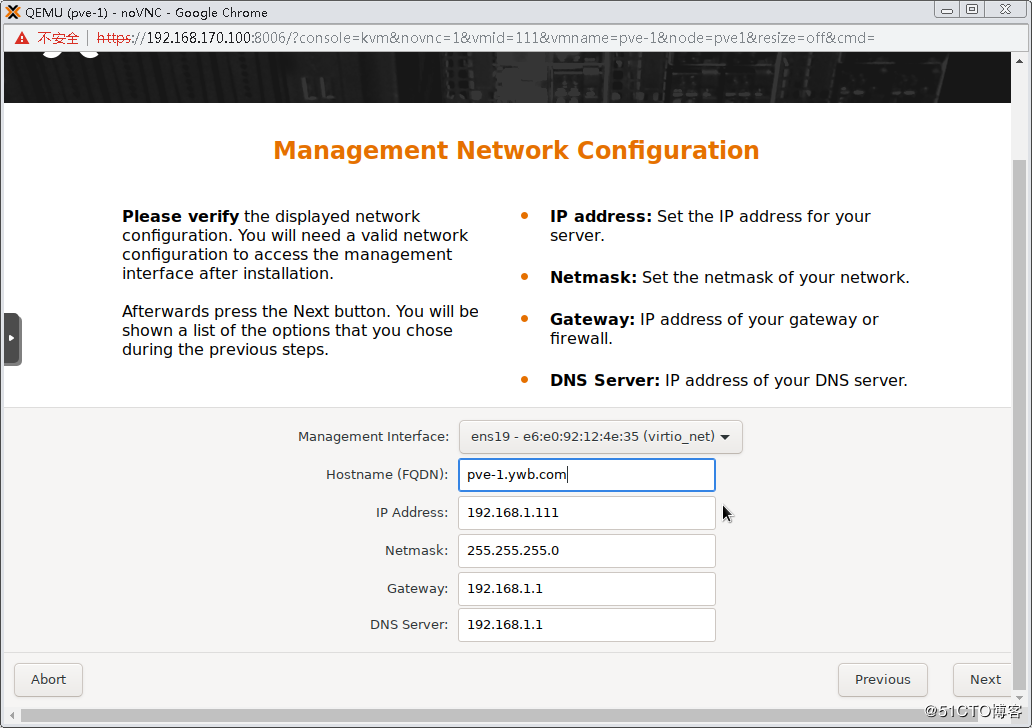 QEMU (pve-1) - noVNC - Google Chrome
不安全 | https://192.168.170.100:8006/?console=kvm&novnc=1&vmid=111&vmname=pve-1&node=pve1&resize=off&cmd=
Management Network Configuration
Please verify the displayed network
configuration. You will need a valid network
configuration to access the management
interface after installation.
Afterwards press the Next button. You will be
shown a list of the options that you chose
during the previous steps.
IP address: Set the IP address for your
server.
Netmask: Set the netmask of your network.
Gateway: IP address of your gateway or
firewall.
DNS Server: IP address of your DNS server.
Management Interface: ens19 - e6:e0:92:12:4e:35 (virtio_net)
Hostname (FQDN): pve-1.ywb.com
IP Address: 192.168.1.111
Netmask: 255.255.255.0
Gateway: 192.168.1.1
DNS Server: 192.168.1.1
Abort Previous Next
@51CTO博客